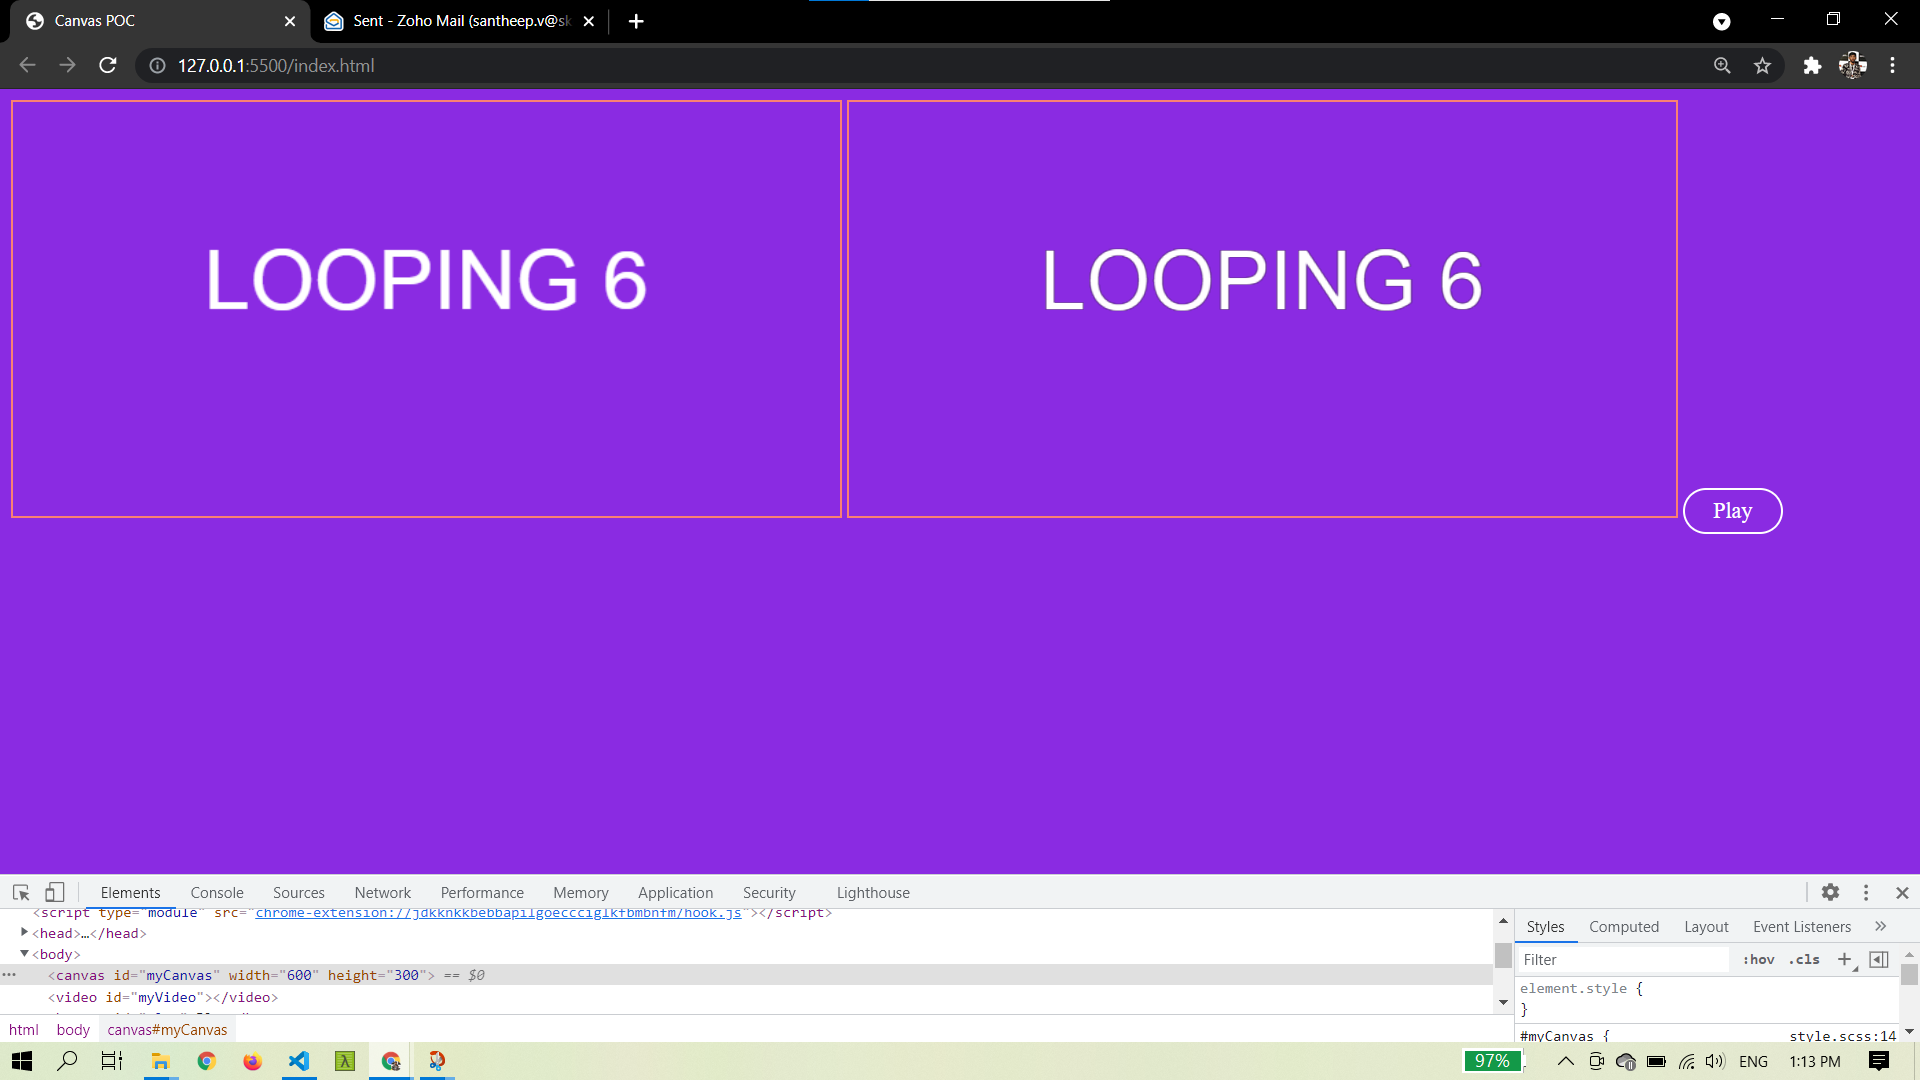 Canvas POC
Sent - Zoho Mail (santheep.v@sk
127.0.0.1:5500/index.html
LOOPING 6
LOOPING 6
Play
Elements Console Sources Network Performance Memory Application Security Lighthouse
<script type="module" src="chrome-extension://jdkknkkbebbapilgoecciglkfbmbnfm/hook.js"></script>
<head>…</head>
<body>
<canvas id="myCanvas" width="600" height="300"> == $0
<video id="myVideo"></video>
html body canvas#myCanvas
Styles Computed Layout Event Listeners
Filter :hov .cls
element.style {
}
#myCanvas { style.scss:14
97% ENG 1:13 PM